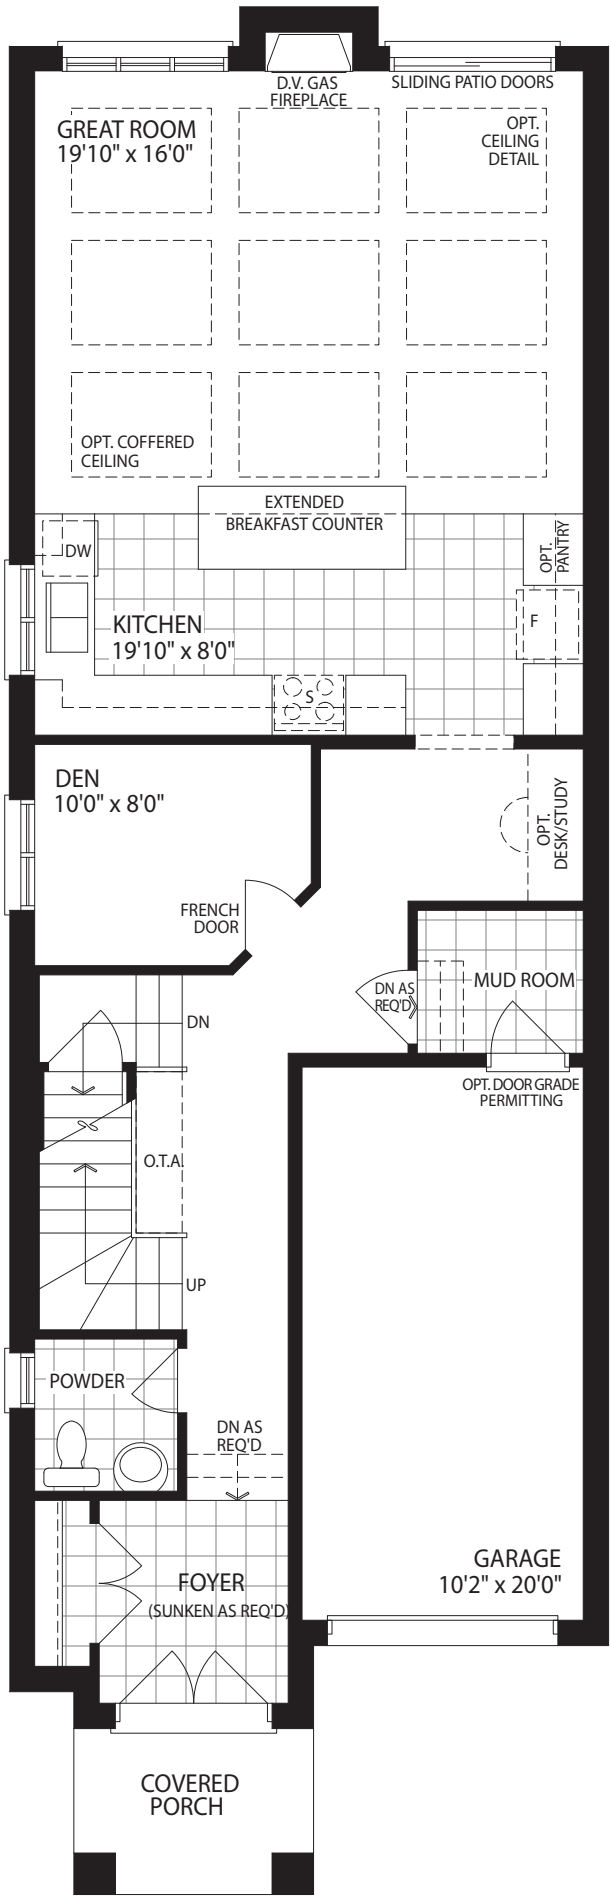 D.V. GAS
FIREPLACE
SLIDING PATIO DOORS
GREAT ROOM
19'10" x 16'0"
OPT.
CEILING
DETAIL
OPT. COFFERED
CEILING
EXTENDED
BREAKFAST COUNTER
DW
OPT.
PANTRY
F
KITCHEN
19'10" x 8'0"
S
DEN
10'0" x 8'0"
OPT.
DESK/STUDY
FRENCH
DOOR
MUD ROOM
DN AS
REQ'D
DN
OPT. DOOR GRADE
PERMITTING
O.T.A.
UP
POWDER
DN AS
REQ'D
GARAGE
10'2" x 20'0"
FOYER
(SUNKEN AS REQ'D)
COVERED
PORCH